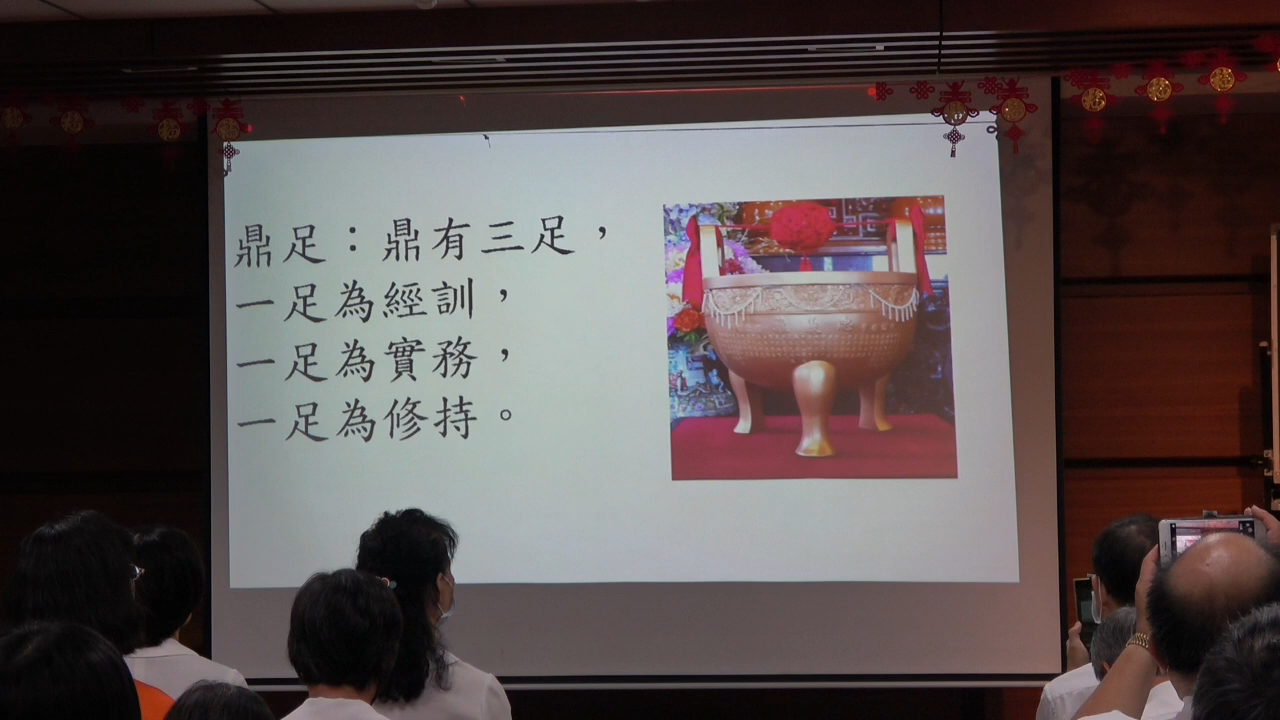 鼎足：鼎有三足，
一足為經訓，
一足為實務，
一足為修持。